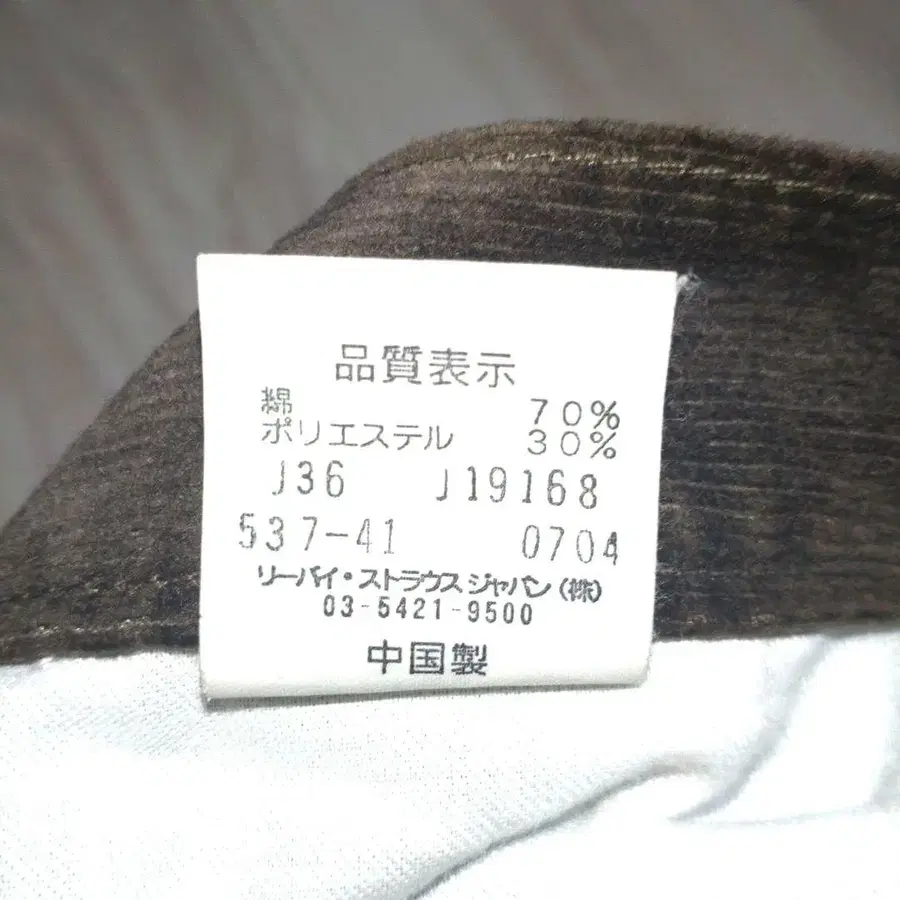 品質表示
綿 70%
ポリエステル 30%
J36 J19168
537-41 0704
リーバイ・ストラウス ジャパン(株)
03-5421-9500
中国製